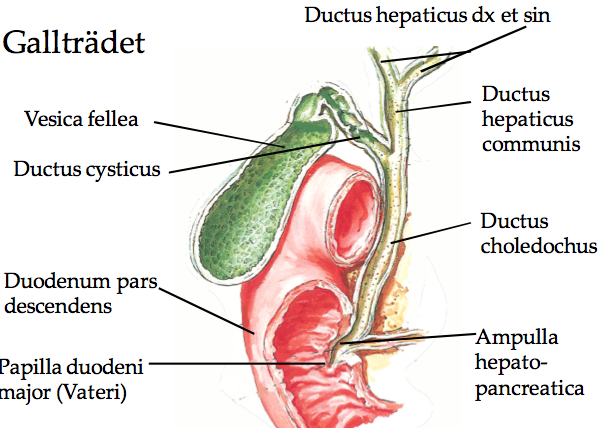 Ductus hepaticus dx et sin
Gallträdet
Vesica fellea
Ductus cysticus
Ductus
hepaticus
communis
Ductus
choledochus
Duodenum pars
descendens
Papilla duodeni
major (Vateri)
Ampulla
hepato-
pancreatica